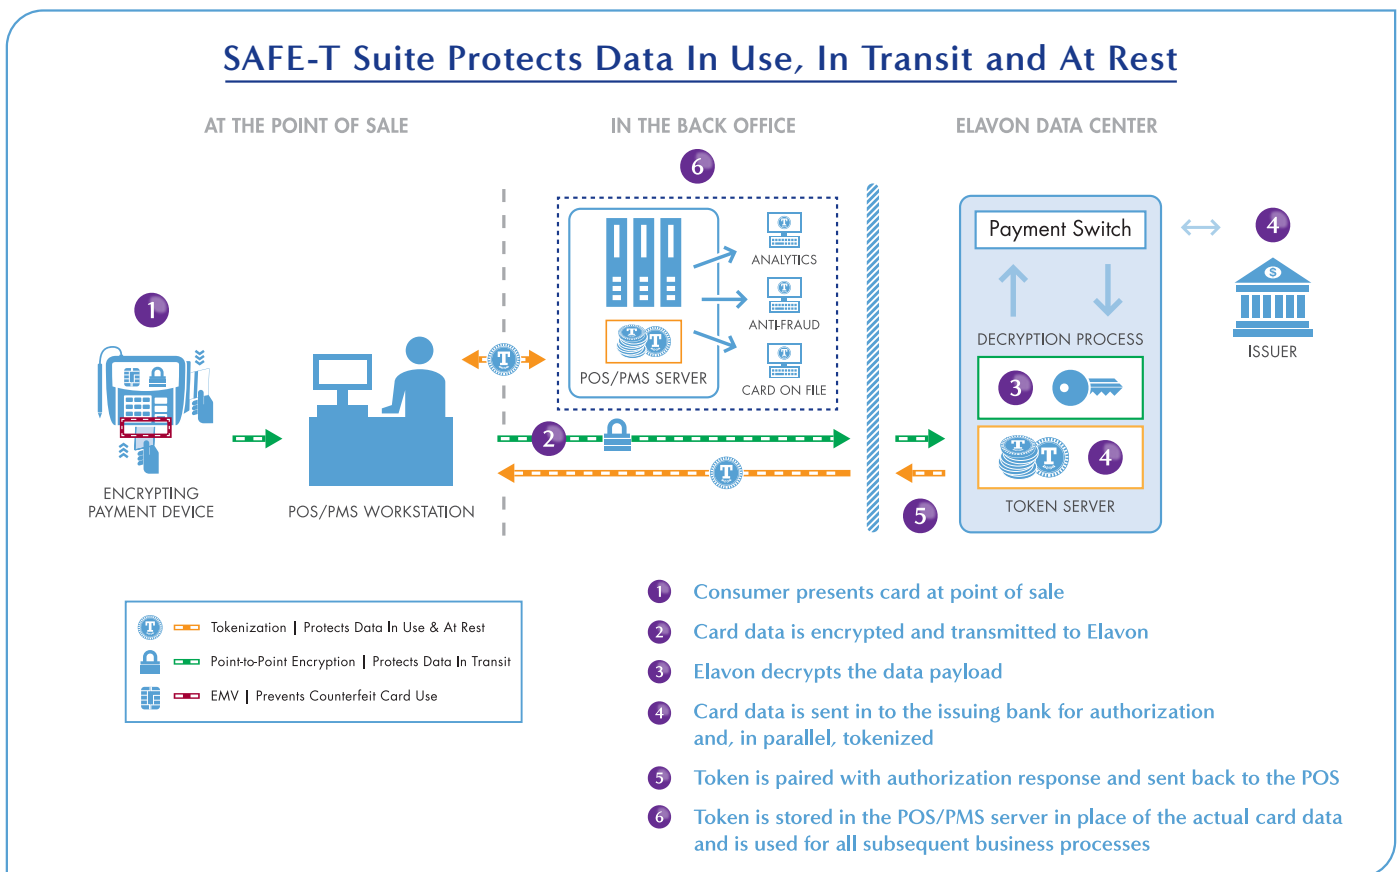 SAFE-T Suite Protects Data In Use, In Transit and At Rest
AT THE POINT OF SALE
IN THE BACK OFFICE
ELAVON DATA CENTER
6
1
ENCRYPTING
PAYMENT DEVICE
POS/PMS WORKSTATION
T
T
POS/PMS SERVER
T
ANALYTICS
T
ANTI-FRAUD
T
CARD ON FILE
2
T
5
Payment Switch
DECRYPTION PROCESS
3
T
4
TOKEN SERVER
4
$
ISSUER
T Tokenization | Protects Data In Use & At Rest
Point-to-Point Encryption | Protects Data In Transit
EMV | Prevents Counterfeit Card Use
1 Consumer presents card at point of sale
2 Card data is encrypted and transmitted to Elavon
3 Elavon decrypts the data payload
4 Card data is sent in to the issuing bank for authorization
and, in parallel, tokenized
5 Token is paired with authorization response and sent back to the POS
6 Token is stored in the POS/PMS server in place of the actual card data
and is used for all subsequent business processes